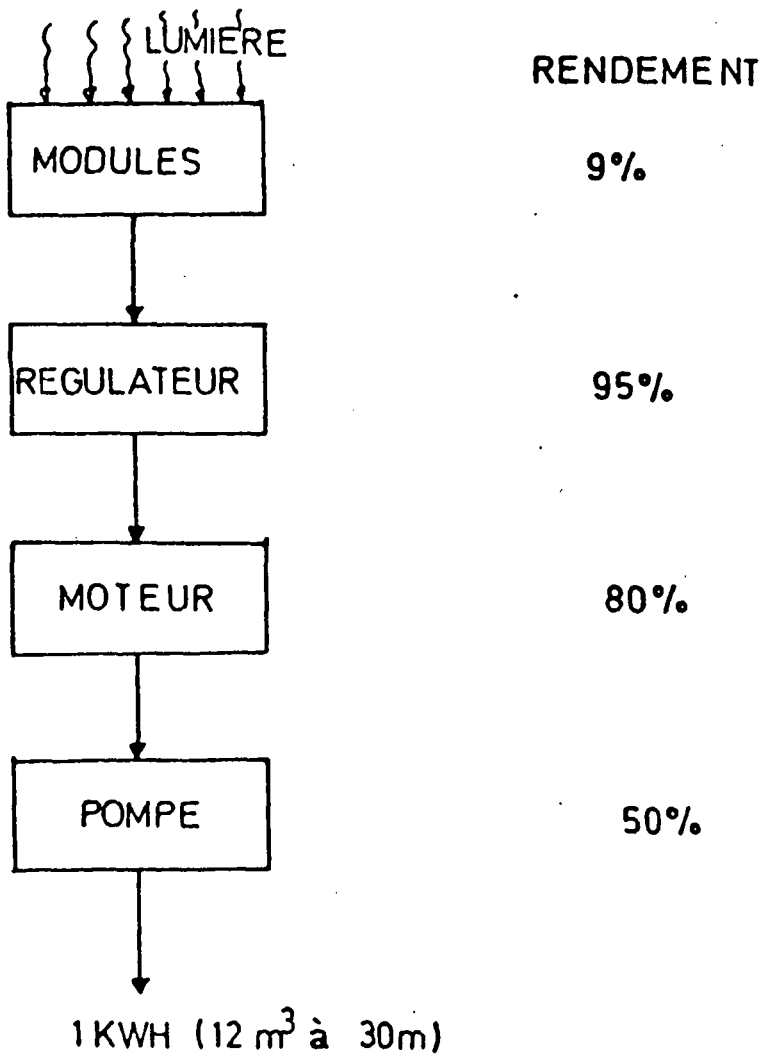 LUMIERE
RENDEMENT
MODULES 9%
REGULATEUR 95%
MOTEUR 80%
POMPE 50%
1 KWH (12 m³ à 30m)